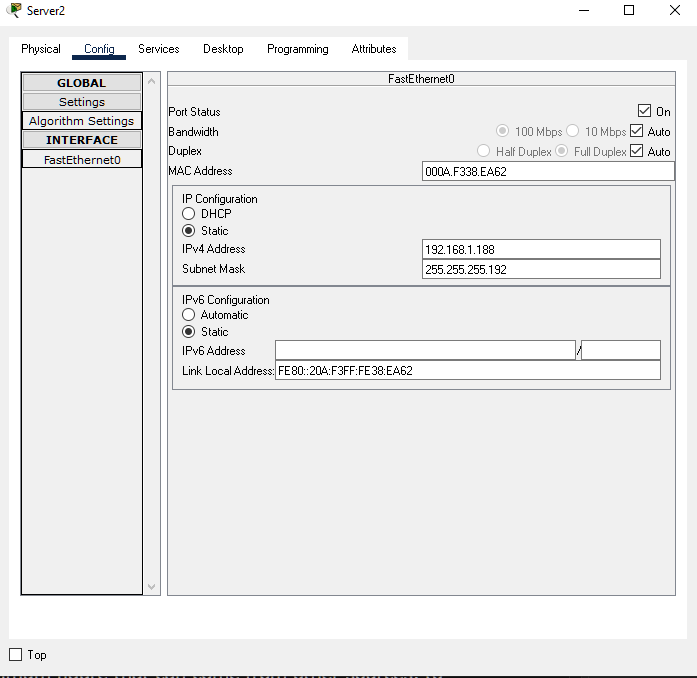 Server2
Physical Config Services Desktop Programming Attributes
GLOBAL
Settings
Algorithm Settings
INTERFACE
FastEthernet0
FastEthernet0
Port Status On
Bandwidth 100 Mbps 10 Mbps Auto
Duplex Half Duplex Full Duplex Auto
MAC Address 000A.F338.EA62
IP Configuration
DHCP
Static
IPv4 Address 192.168.1.188
Subnet Mask 255.255.255.192
IPv6 Configuration
Automatic
Static
IPv6 Address /
Link Local Address: FE80::20A:F3FF:FE38:EA62
Top